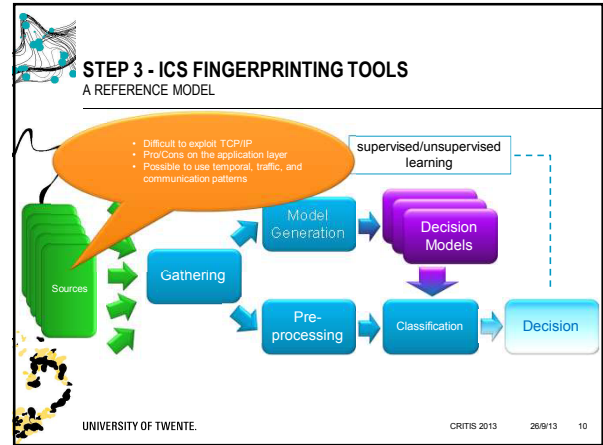 STEP 3 - ICS FINGERPRINTING TOOLS
A REFERENCE MODEL
• Difficult to exploit TCP/IP
• Pro/Cons on the application layer
• Possible to use temporal, traffic, and
communication patterns
supervised/unsupervised
learning
Sources
Gathering
Model
Generation
Decision
Models
Pre-
processing
Classification
Decision
UNIVERSITY OF TWENTE.
CRITIS 2013
26/9/13
10